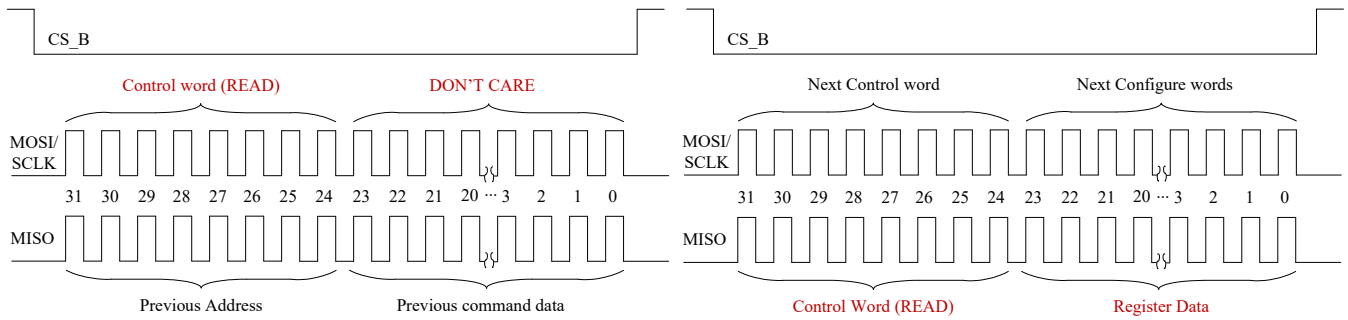 CS_B
Control word (READ) DON'T CARE
MOSI/
SCLK
31 30 29 28 27 26 25 24 23 22 21 20 ··· 3 2 1 0
MISO
Previous Address Previous command data
CS_B
Next Control word Next Configure words
MOSI/
SCLK
31 30 29 28 27 26 25 24 23 22 21 20 ··· 3 2 1 0
MISO
Control Word (READ) Register Data